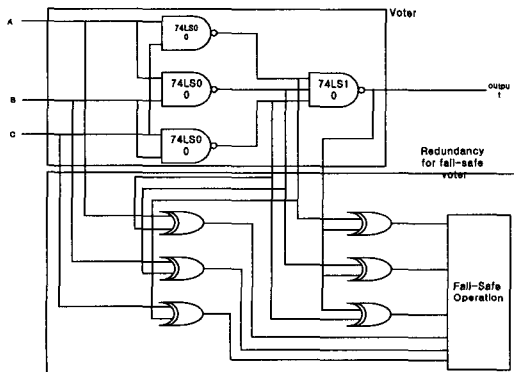 Voter
A
74LS0
0
B
74LS0
0
74LS1
0
outpu
t
C
74LS0
0
Redundancy
for fail-safe
voter
Fail-Safe
Operation